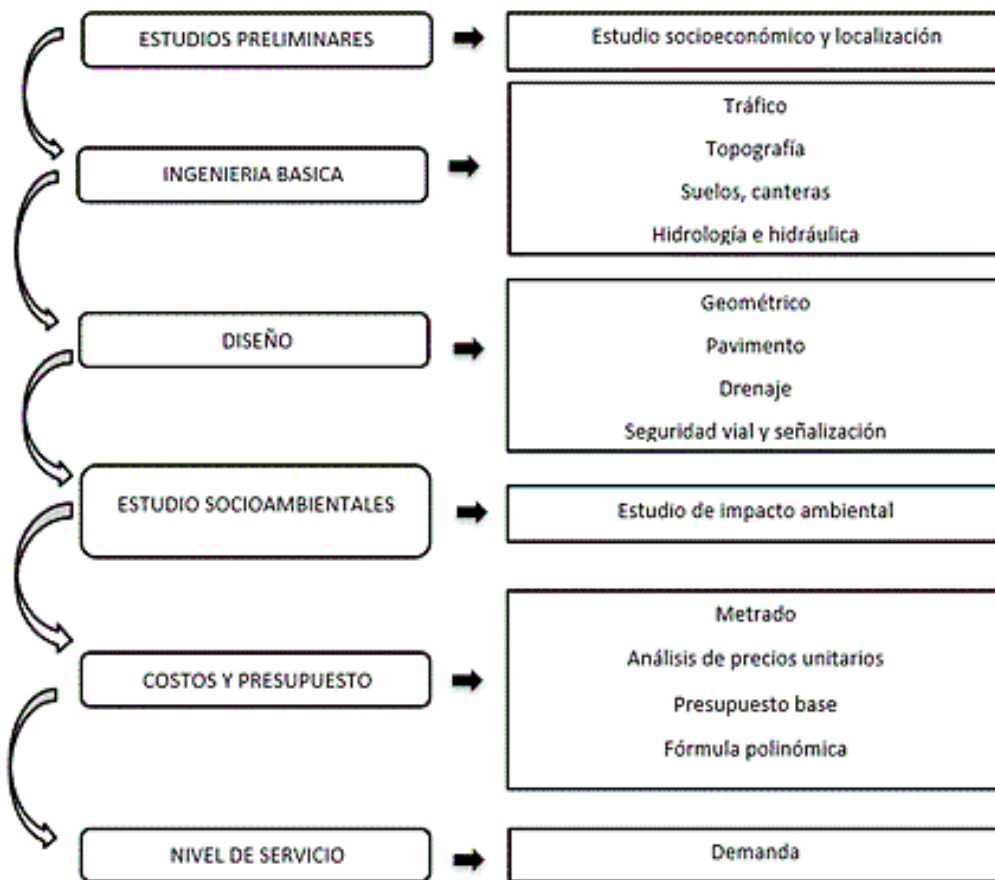 ESTUDIOS PRELIMINARES
Estudio socioeconómico y localización
INGENIERIA BASICA
Tráfico
Topografía
Suelos, canteras
Hidrología e hidráulica
DISEÑO
Geométrico
Pavimento
Drenaje
Seguridad vial y señalización
ESTUDIO SOCIOAMBIENTALES
Estudio de impacto ambiental
COSTOS Y PRESUPUESTO
Metrado
Análisis de precios unitarios
Presupuesto base
Fórmula polinómica
NIVEL DE SERVICIO
Demanda